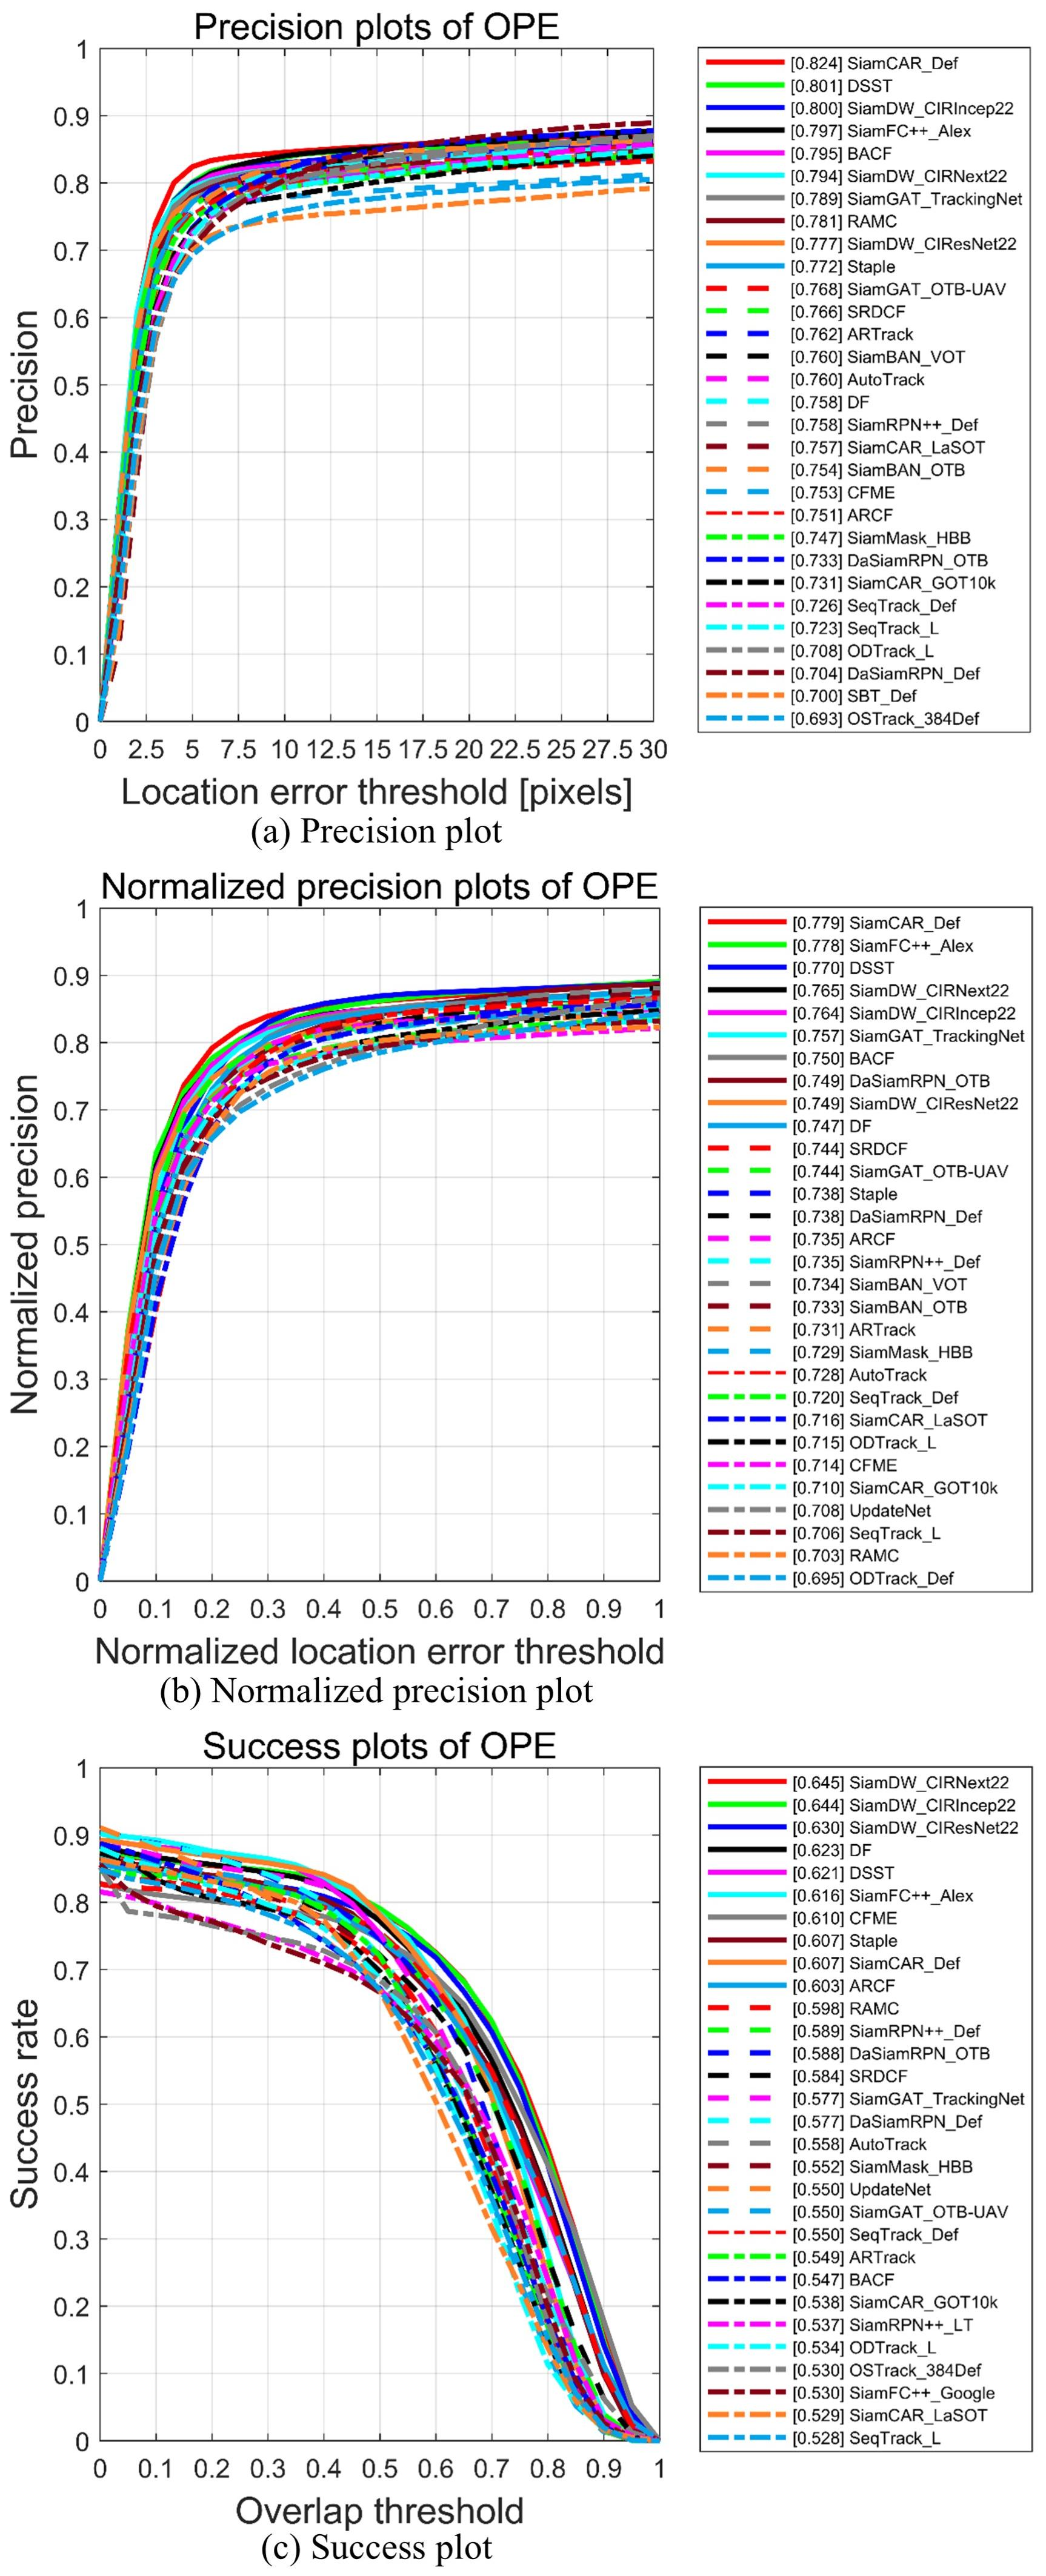 Precision plots of OPE
1
0.9
0.8
0.7
0.6
0.5
0.4
0.3
0.2
0.1
0
Precision
0 2.5 5 7.5 10 12.5 15 17.5 20 22.5 25 27.5 30
Location error threshold [pixels]
[0.824] SiamCAR_Def
[0.801] DSST
[0.800] SiamDW_CIRIncep22
[0.797] SiamFC++_Alex
[0.795] BACF
[0.794] SiamDW_CIRNext22
[0.789] SiamGAT_TrackingNet
[0.781] RAMC
[0.777] SiamDW_CIResNet22
[0.772] Staple
[0.768] SiamGAT_OTB-UAV
[0.766] SRDCF
[0.762] ARTrack
[0.760] SiamBAN_VOT
[0.760] AutoTrack
[0.758] DF
[0.758] SiamRPN++_Def
[0.757] SiamCAR_LaSOT
[0.754] SiamBAN_OTB
[0.753] CFME
[0.751] ARCF
[0.747] SiamMask_HBB
[0.733] DaSiamRPN_OTB
[0.731] SiamCAR_GOT10k
[0.726] SeqTrack_Def
[0.723] SeqTrack_L
[0.708] ODTrack_L
[0.704] DaSiamRPN_Def
[0.700] SBT_Def
[0.693] OSTrack_384Def
(a) Precision plot
Normalized precision plots of OPE
1
0.9
0.8
0.7
0.6
0.5
0.4
0.3
0.2
0.1
0
Normalized precision
0 0.1 0.2 0.3 0.4 0.5 0.6 0.7 0.8 0.9 1
Normalized location error threshold
[0.779] SiamCAR_Def
[0.778] SiamFC++_Alex
[0.770] DSST
[0.765] SiamDW_CIRNext22
[0.764] SiamDW_CIRIncep22
[0.757] SiamGAT_TrackingNet
[0.750] BACF
[0.749] DaSiamRPN_OTB
[0.749] SiamDW_CIResNet22
[0.747] DF
[0.744] SRDCF
[0.744] SiamGAT_OTB-UAV
[0.738] Staple
[0.738] DaSiamRPN_Def
[0.735] ARCF
[0.735] SiamRPN++_Def
[0.734] SiamBAN_VOT
[0.733] SiamBAN_OTB
[0.731] ARTrack
[0.729] SiamMask_HBB
[0.728] AutoTrack
[0.720] SeqTrack_Def
[0.716] SiamCAR_LaSOT
[0.715] ODTrack_L
[0.714] CFME
[0.710] SiamCAR_GOT10k
[0.708] UpdateNet
[0.706] SeqTrack_L
[0.703] RAMC
[0.695] ODTrack_Def
(b) Normalized precision plot
Success plots of OPE
1
0.9
0.8
0.7
0.6
0.5
0.4
0.3
0.2
0.1
0
Success rate
0 0.1 0.2 0.3 0.4 0.5 0.6 0.7 0.8 0.9 1
Overlap threshold
[0.645] SiamDW_CIRNext22
[0.644] SiamDW_CIRIncep22
[0.630] SiamDW_CIResNet22
[0.623] DF
[0.621] DSST
[0.616] SiamFC++_Alex
[0.610] CFME
[0.607] Staple
[0.607] SiamCAR_Def
[0.603] ARCF
[0.598] RAMC
[0.589] SiamRPN++_Def
[0.588] DaSiamRPN_OTB
[0.584] SRDCF
[0.577] SiamGAT_TrackingNet
[0.577] DaSiamRPN_Def
[0.558] AutoTrack
[0.552] SiamMask_HBB
[0.550] UpdateNet
[0.550] SiamGAT_OTB-UAV
[0.550] SeqTrack_Def
[0.549] ARTrack
[0.547] BACF
[0.538] SiamCAR_GOT10k
[0.537] SiamRPN++_LT
[0.534] ODTrack_L
[0.530] OSTrack_384Def
[0.530] SiamFC++_Google
[0.529] SiamCAR_LaSOT
[0.528] SeqTrack_L
(c) Success plot